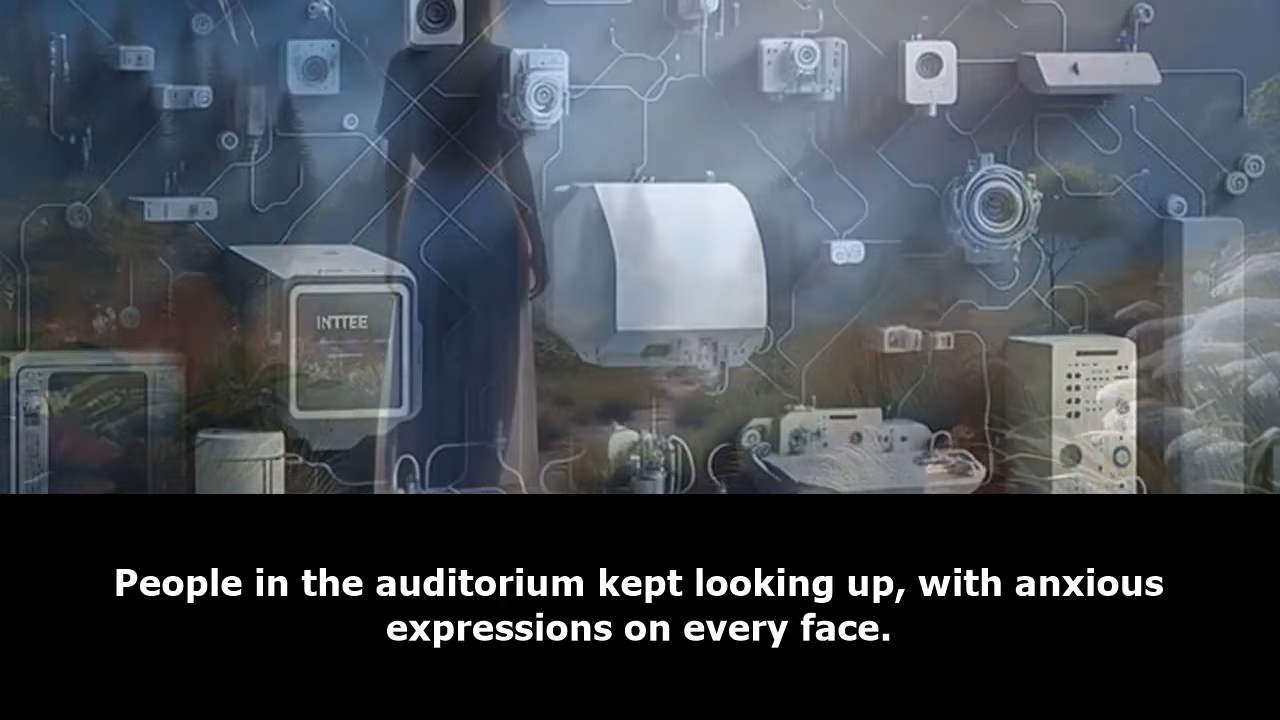 INTTEE
People in the auditorium kept looking up, with anxious
expressions on every face.